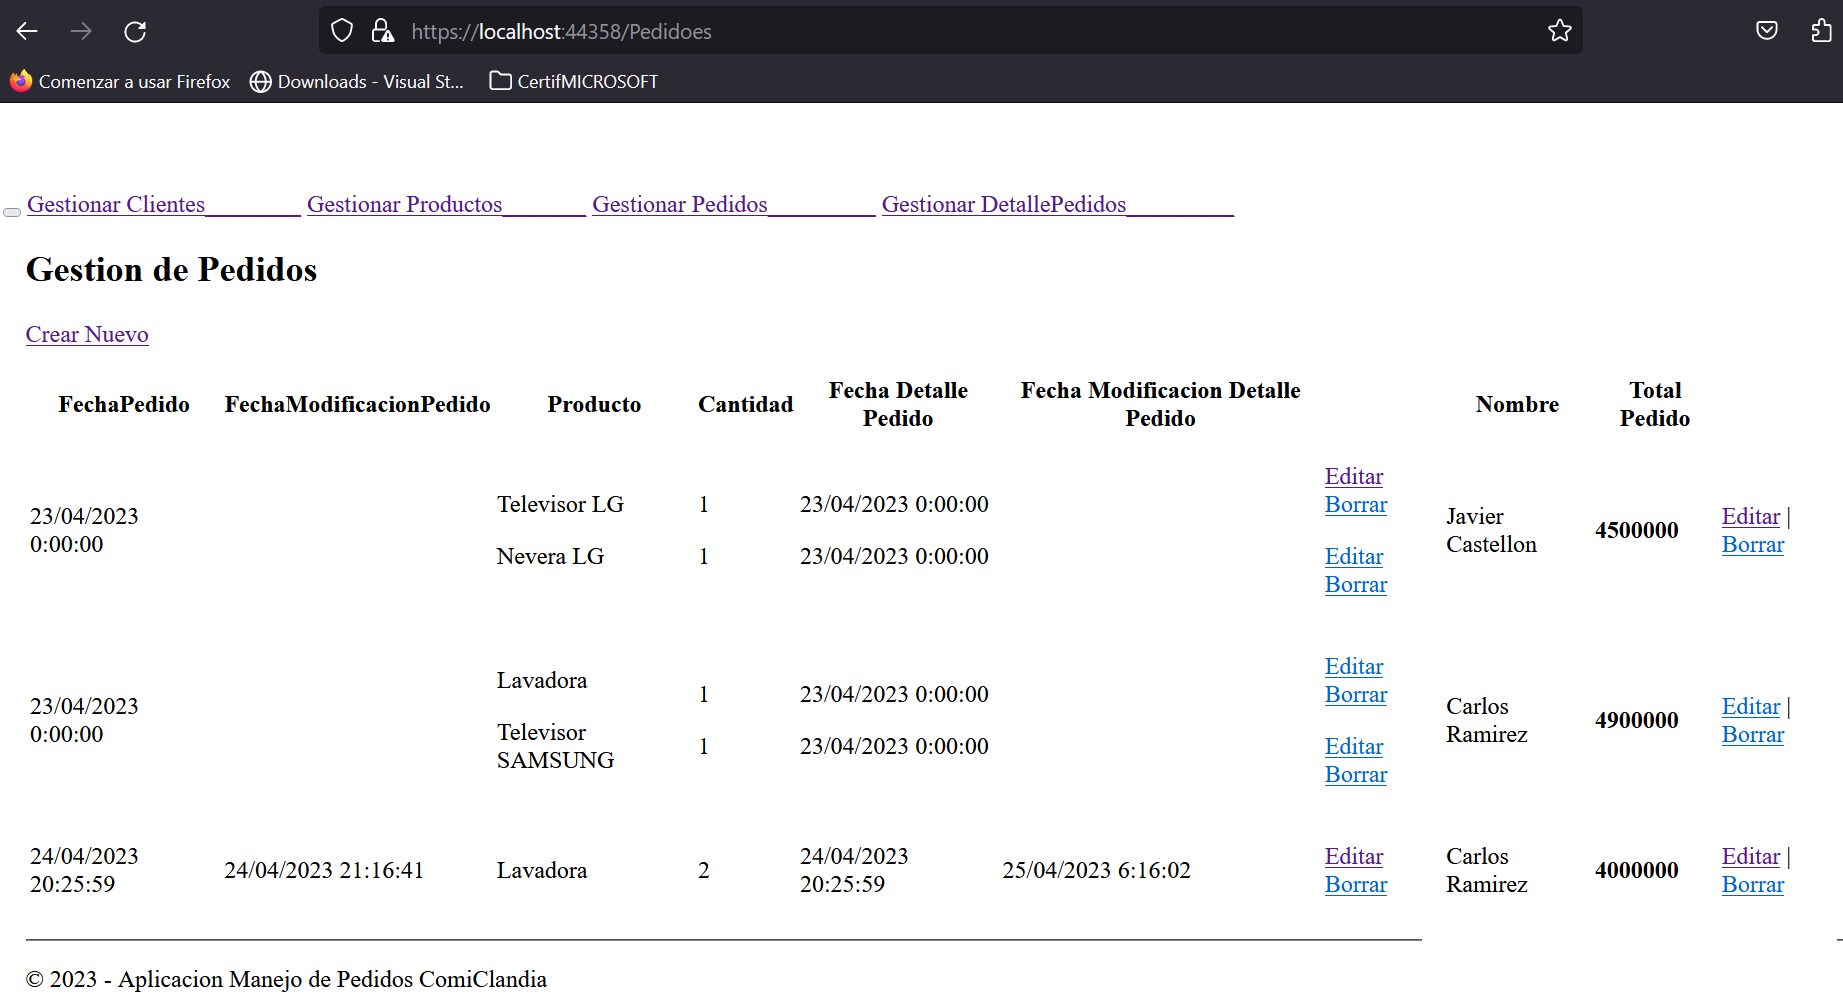 https://localhost:44358/Pedidoes
Comenzar a usar Firefox Downloads - Visual St... CertifMICROSOFT
Gestionar Clientes________ Gestionar Productos_______ Gestionar Pedidos_________ Gestionar DetallePedidos_________
Gestion de Pedidos
Crear Nuevo
FechaPedido FechaModificacionPedido Producto Cantidad Fecha Detalle Pedido Fecha Modificacion Detalle Pedido Nombre Total Pedido
23/04/2023 0:00:00
Televisor LG 1 23/04/2023 0:00:00 Editar Borrar
Nevera LG 1 23/04/2023 0:00:00 Editar Borrar
Javier Castellon 4500000 Editar | Borrar
23/04/2023 0:00:00
Lavadora 1 23/04/2023 0:00:00 Editar Borrar
Televisor SAMSUNG 1 23/04/2023 0:00:00 Editar Borrar
Carlos Ramirez 4900000 Editar | Borrar
24/04/2023 20:25:59 24/04/2023 21:16:41 Lavadora 2 24/04/2023 20:25:59 25/04/2023 6:16:02 Editar Borrar Carlos Ramirez 4000000 Editar | Borrar
© 2023 - Aplicacion Manejo de Pedidos ComiClandia